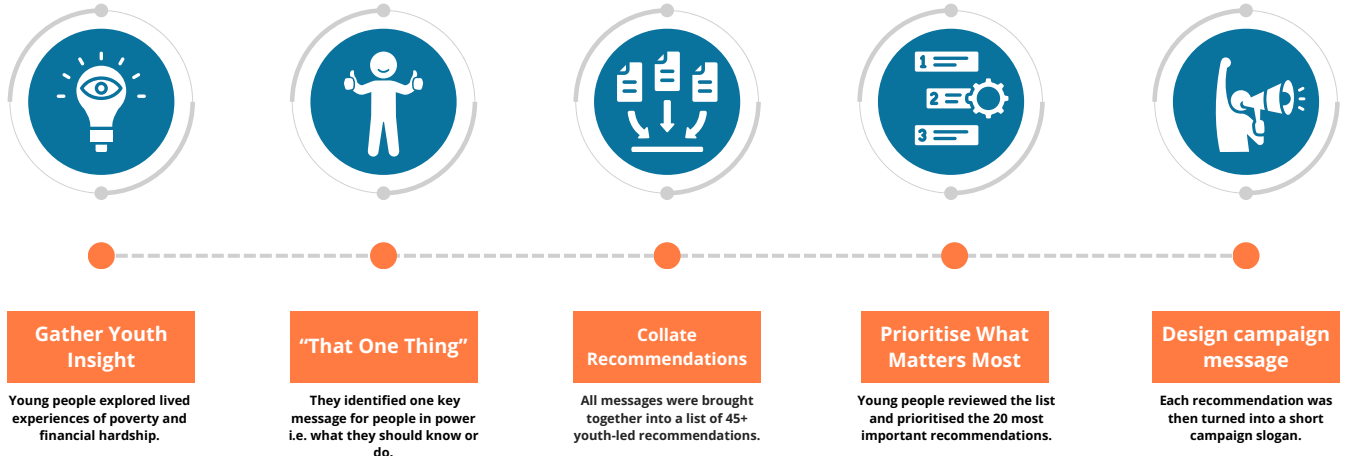 1
2
3
Gather Youth
Insight
Young people explored lived
experiences of poverty and
financial hardship.
“That One Thing”
They identified one key
message for people in power
i.e. what they should know or
do.
Collate
Recommendations
All messages were brought
together into a list of 45+
youth-led recommendations.
Prioritise What
Matters Most
Young people reviewed the list
and prioritised the 20 most
important recommendations.
Design campaign
message
Each recommendation was
then turned into a short
campaign slogan.